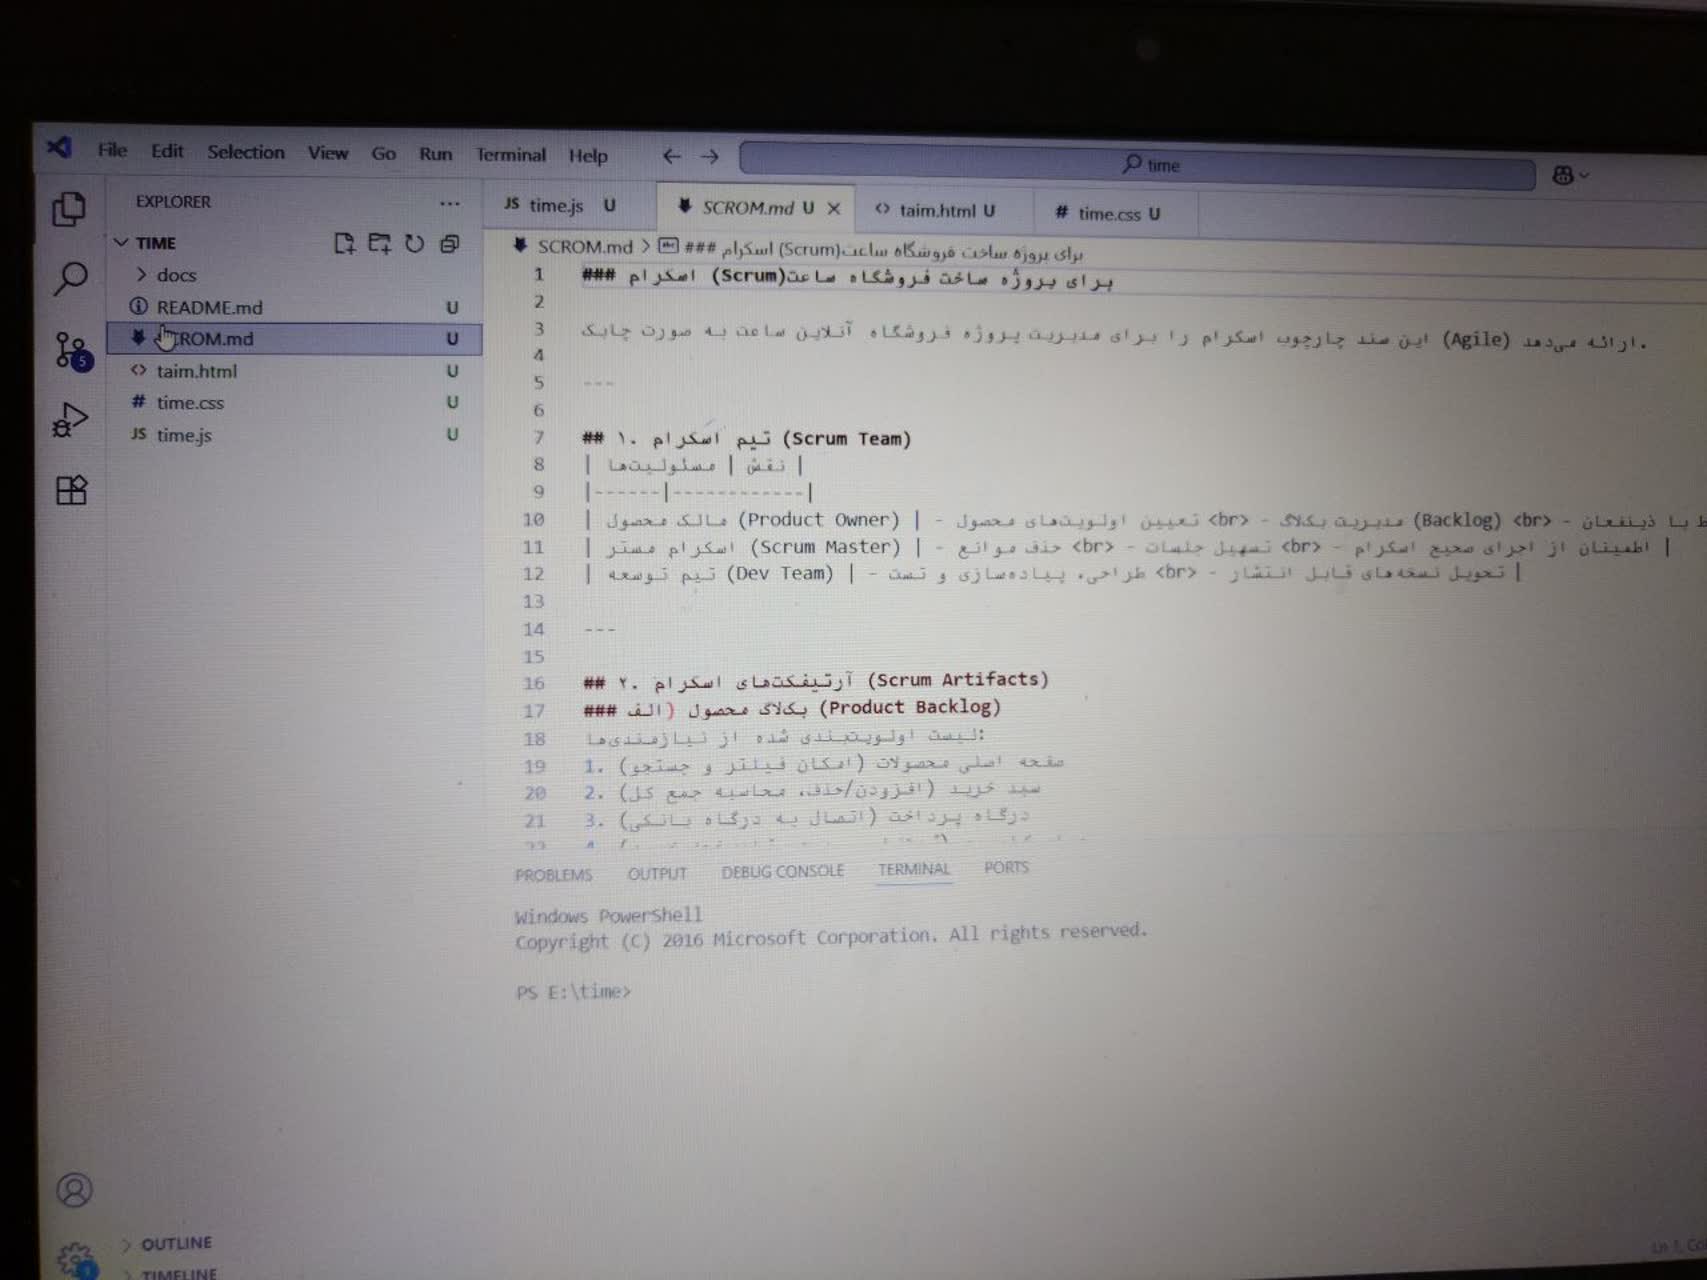 File Edit Selection View Go Run Terminal Help
time
EXPLORER
TIME
docs
README.md U
CROM.md U
taim.html U
time.css U
time.js U
OUTLINE
TIMELINE
5
1
JS time.js U
SCROM.md U
<> taim.html U
# time.css U
SCROM.md > abc ### اسکرام (Scrum)برای پروژه ساخت فروشگاه ساعت
1 ### اسکرام (Scrum)برای پروژه ساخت فروشگاه ساعت
2
3 این سند چارچوب اسکرام را برای مدیریت پروژه فروشگاه آنلاین ساعت به صورت چابک (Agile) ارائه می‌دهد.
4
5 ---
6
7 ## ۱. تیم اسکرام (Scrum Team)
8 | نقش | مسئولیت‌ها |
9 |------|------------|
10 | مالک محصول (Product Owner) | - تعیین اولویت‌های محصول <br> - مدیریت بکلاگ (Backlog) <br> - با ذینفعان
11 | اسکرام مستر (Scrum Master) | - حذف موانع <br> - تسهیل جلسات <br> - اطمینان از اجرای صحیح اسکرام |
12 | تیم توسعه (Dev Team) | - طراحی، پیاده‌سازی و تست <br> - تحویل نسخه‌های قابل انتشار |
13
14 ---
15
16 ## ۲. آرتیفکت‌های اسکرام (Scrum Artifacts)
17 ### الف) بکلاگ محصول (Product Backlog)
18 لیست اولویت‌بندی شده از نیازمندی‌ها:
19 1. صفحه اصلی محصولات (امکان فیلتر و جستجو)
20 2. سبد خرید (افزودن/حذف، محاسبه جمع کل)
21 3. درگاه پرداخت (اتصال به درگاه بانکی)
PROBLEMS OUTPUT DEBUG CONSOLE TERMINAL PORTS
Windows PowerShell
Copyright (C) 2016 Microsoft Corporation. All rights reserved.
PS E:\time>